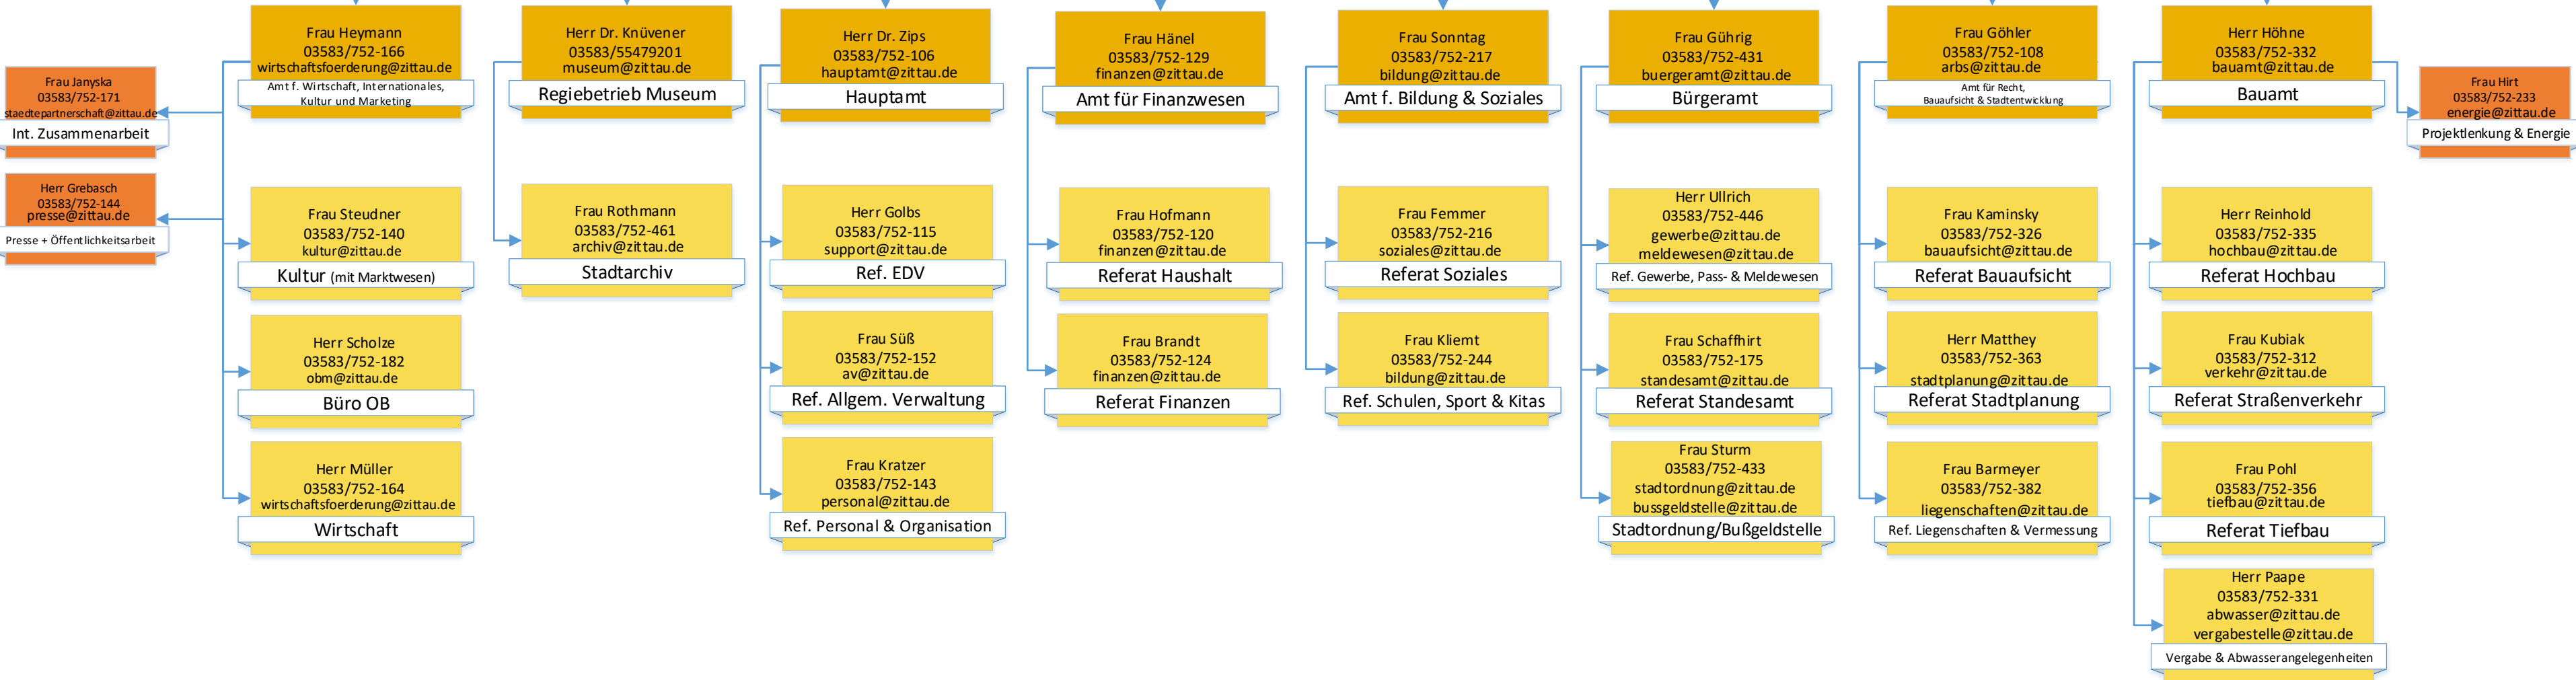 Frau Heymann
03583/752-166
wirtschaftsfoerderung@zittau.de
Amt f. Wirtschaft, Internationales,
Kultur und Marketing
Frau Janyska
03583/752-171
staedtepartnerschaft@zittau.de
Int. Zusammenarbeit
Herr Grebasch
03583/752-144
presse@zittau.de
Presse + Öffentlichkeitsarbeit
Frau Steudner
03583/752-140
kultur@zittau.de
Kultur (mit Marktwesen)
Herr Scholze
03583/752-182
obm@zittau.de
Büro OB
Herr Müller
03583/752-164
wirtschaftsfoerderung@zittau.de
Wirtschaft
Herr Dr. Knüvener
03583/55479201
museum@zittau.de
Regiebetrieb Museum
Frau Rothmann
03583/752-461
archiv@zittau.de
Stadtarchiv
Herr Dr. Zips
03583/752-106
hauptamt@zittau.de
Hauptamt
Herr Golbs
03583/752-115
support@zittau.de
Ref. EDV
Frau Süß
03583/752-152
av@zittau.de
Ref. Allgem. Verwaltung
Frau Kratzer
03583/752-143
personal@zittau.de
Ref. Personal & Organisation
Frau Hänel
03583/752-129
finanzen@zittau.de
Amt für Finanzwesen
Frau Hofmann
03583/752-120
finanzen@zittau.de
Referat Haushalt
Frau Brandt
03583/752-124
finanzen@zittau.de
Referat Finanzen
Frau Sonntag
03583/752-217
bildung@zittau.de
Amt f. Bildung & Soziales
Frau Femmer
03583/752-216
soziales@zittau.de
Referat Soziales
Frau Kliemt
03583/752-244
bildung@zittau.de
Ref. Schulen, Sport & Kitas
Frau Gührig
03583/752-431
buergeramt@zittau.de
Bürgeramt
Herr Ullrich
03583/752-446
gewerbe@zittau.de
meldewesen@zittau.de
Ref. Gewerbe, Pass- & Meldewesen
Frau Schaffhirt
03583/752-175
standesamt@zittau.de
Referat Standesamt
Frau Sturm
03583/752-433
stadtordnung@zittau.de
bussgeldstelle@zittau.de
Stadtordnung/Bußgeldstelle
Frau Göhler
03583/752-108
arbs@zittau.de
Amt für Recht,
Bauaufsicht & Stadtentwicklung
Frau Kaminsky
03583/752-326
bauaufsicht@zittau.de
Referat Bauaufsicht
Herr Matthey
03583/752-363
stadtplanung@zittau.de
Referat Stadtplanung
Frau Barmeyer
03583/752-382
liegenschaften@zittau.de
Ref. Liegenschaften & Vermessung
Herr Höhne
03583/752-332
bauamt@zittau.de
Bauamt
Frau Hirt
03583/752-233
energie@zittau.de
Projektlenkung & Energie
Herr Reinhold
03583/752-335
hochbau@zittau.de
Referat Hochbau
Frau Kubiak
03583/752-312
verkehr@zittau.de
Referat Straßenverkehr
Frau Pohl
03583/752-356
tiefbau@zittau.de
Referat Tiefbau
Herr Paape
03583/752-331
abwasser@zittau.de
vergabestelle@zittau.de
Vergabe & Abwasserangelegenheiten